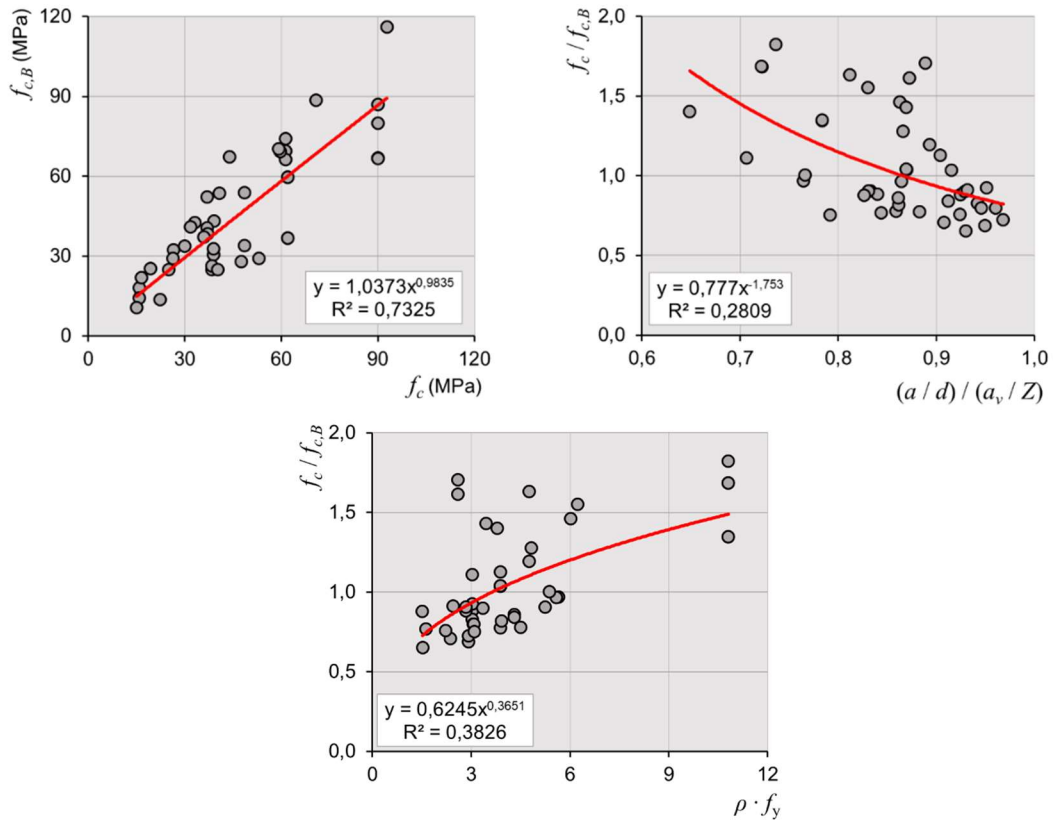 f_{c,B} (MPa)
120
90
60
30
0
y = 1,0373x^{0,9835}
R² = 0,7325
0 30 60 90 120
f_c (MPa)
f_c / f_{c,B}
2,0
1,5
1,0
0,5
0,0
y = 0,777x^{-1,753}
R² = 0,2809
0,6 0,7 0,8 0,9 1,0
(a / d) / (a_v / Z)
f_c / f_{c,B}
2,0
1,5
1,0
0,5
0,0
y = 0,6245x^{0,3651}
R² = 0,3826
0 3 6 9 12
ρ · f_y